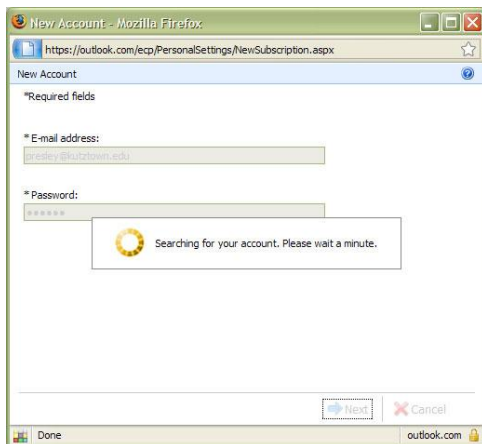 New Account - Mozilla Firefox
https://outlook.com/ecp/PersonalSettings/NewSubscription.aspx
New Account
*Required fields
* E-mail address:
presley@kutztown.edu
* Password:
******
Searching for your account. Please wait a minute.
Next Cancel
Done outlook.com